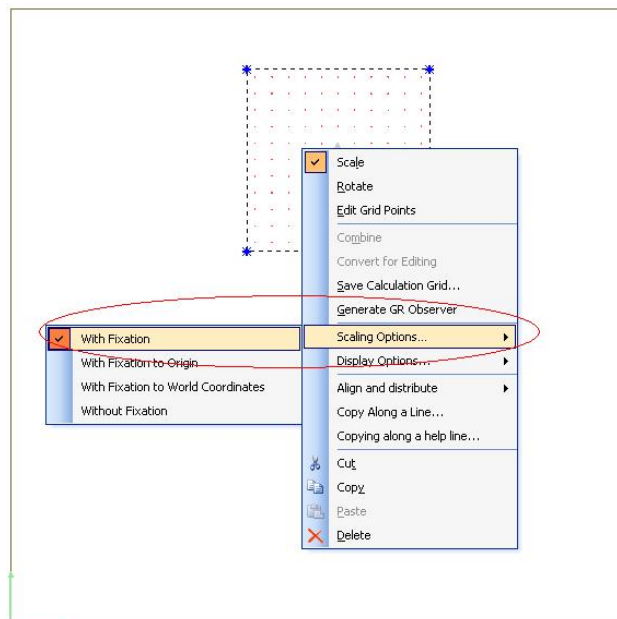 Scale
Rotate
Edit Grid Points
Combine
Convert for Editing
Save Calculation Grid...
Generate GR Observer
Scaling Options...
Display Options...
Align and distribute
Copy Along a Line...
Copying along a help line...
Cut
Copy
Paste
Delete
With Fixation
With Fixation to Origin
With Fixation to World Coordinates
Without Fixation